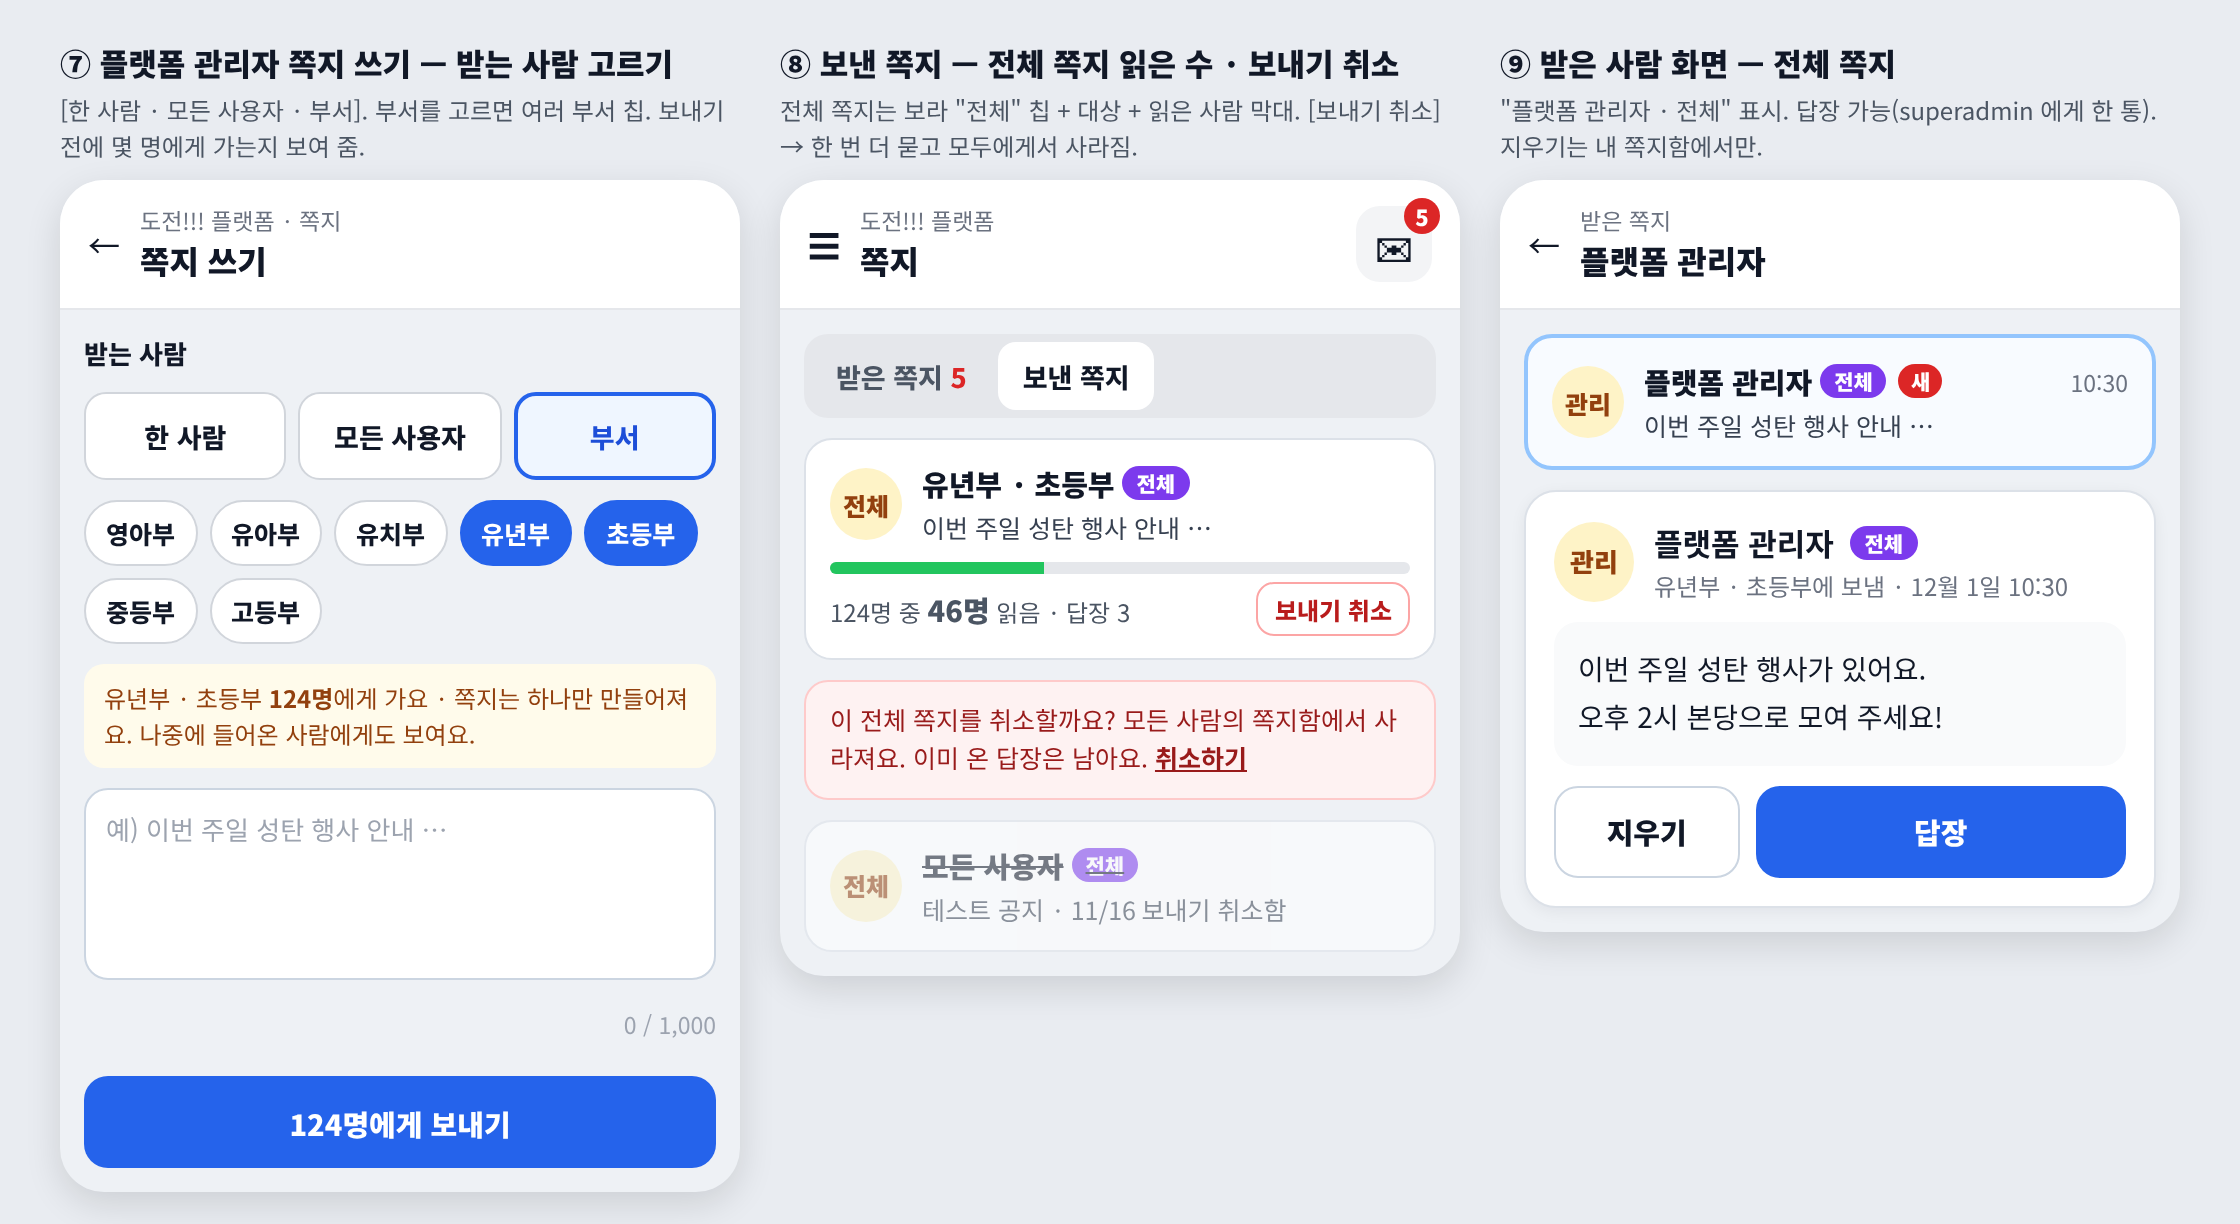 ⑦ 플랫폼 관리자 쪽지 쓰기 — 받는 사람 고르기
[한 사람 · 모든 사용자 · 부서]. 부서를 고르면 여러 부서 칩. 보내기
전에 몇 명에게 가는지 보여 줌.
←
도전!!! 플랫폼 · 쪽지
쪽지 쓰기
받는 사람
한 사람
모든 사용자
부서
영아부
유아부
유치부
유년부
초등부
중등부
고등부
유년부 · 초등부 124명에게 가요 · 쪽지는 하나만 만들어져
요. 나중에 들어온 사람에게도 보여요.
예) 이번 주일 성탄 행사 안내 …
0 / 1,000
124명에게 보내기
⑧ 보낸 쪽지 — 전체 쪽지 읽은 수 · 보내기 취소
전체 쪽지는 보라 "전체" 칩 + 대상 + 읽은 사람 막대. [보내기 취소]
→ 한 번 더 묻고 모두에게서 사라짐.
도전!!! 플랫폼
쪽지
5
받은 쪽지 5
보낸 쪽지
전체
유년부 · 초등부 전체
이번 주일 성탄 행사 안내 …
124명 중 46명 읽음 · 답장 3
보내기 취소
이 전체 쪽지를 취소할까요? 모든 사람의 쪽지함에서 사
라져요. 이미 온 답장은 남아요. 취소하기
전체
모든 사용자 전체
테스트 공지 · 11/16 보내기 취소함
⑨ 받은 사람 화면 — 전체 쪽지
"플랫폼 관리자 · 전체" 표시. 답장 가능(superadmin 에게 한 통).
지우기는 내 쪽지함에서만.
←
받은 쪽지
플랫폼 관리자
관리
플랫폼 관리자 전체 새
10:30
이번 주일 성탄 행사 안내 …
관리
플랫폼 관리자 전체
유년부 · 초등부에 보냄 · 12월 1일 10:30
이번 주일 성탄 행사가 있어요.
오후 2시 본당으로 모여 주세요!
지우기
답장